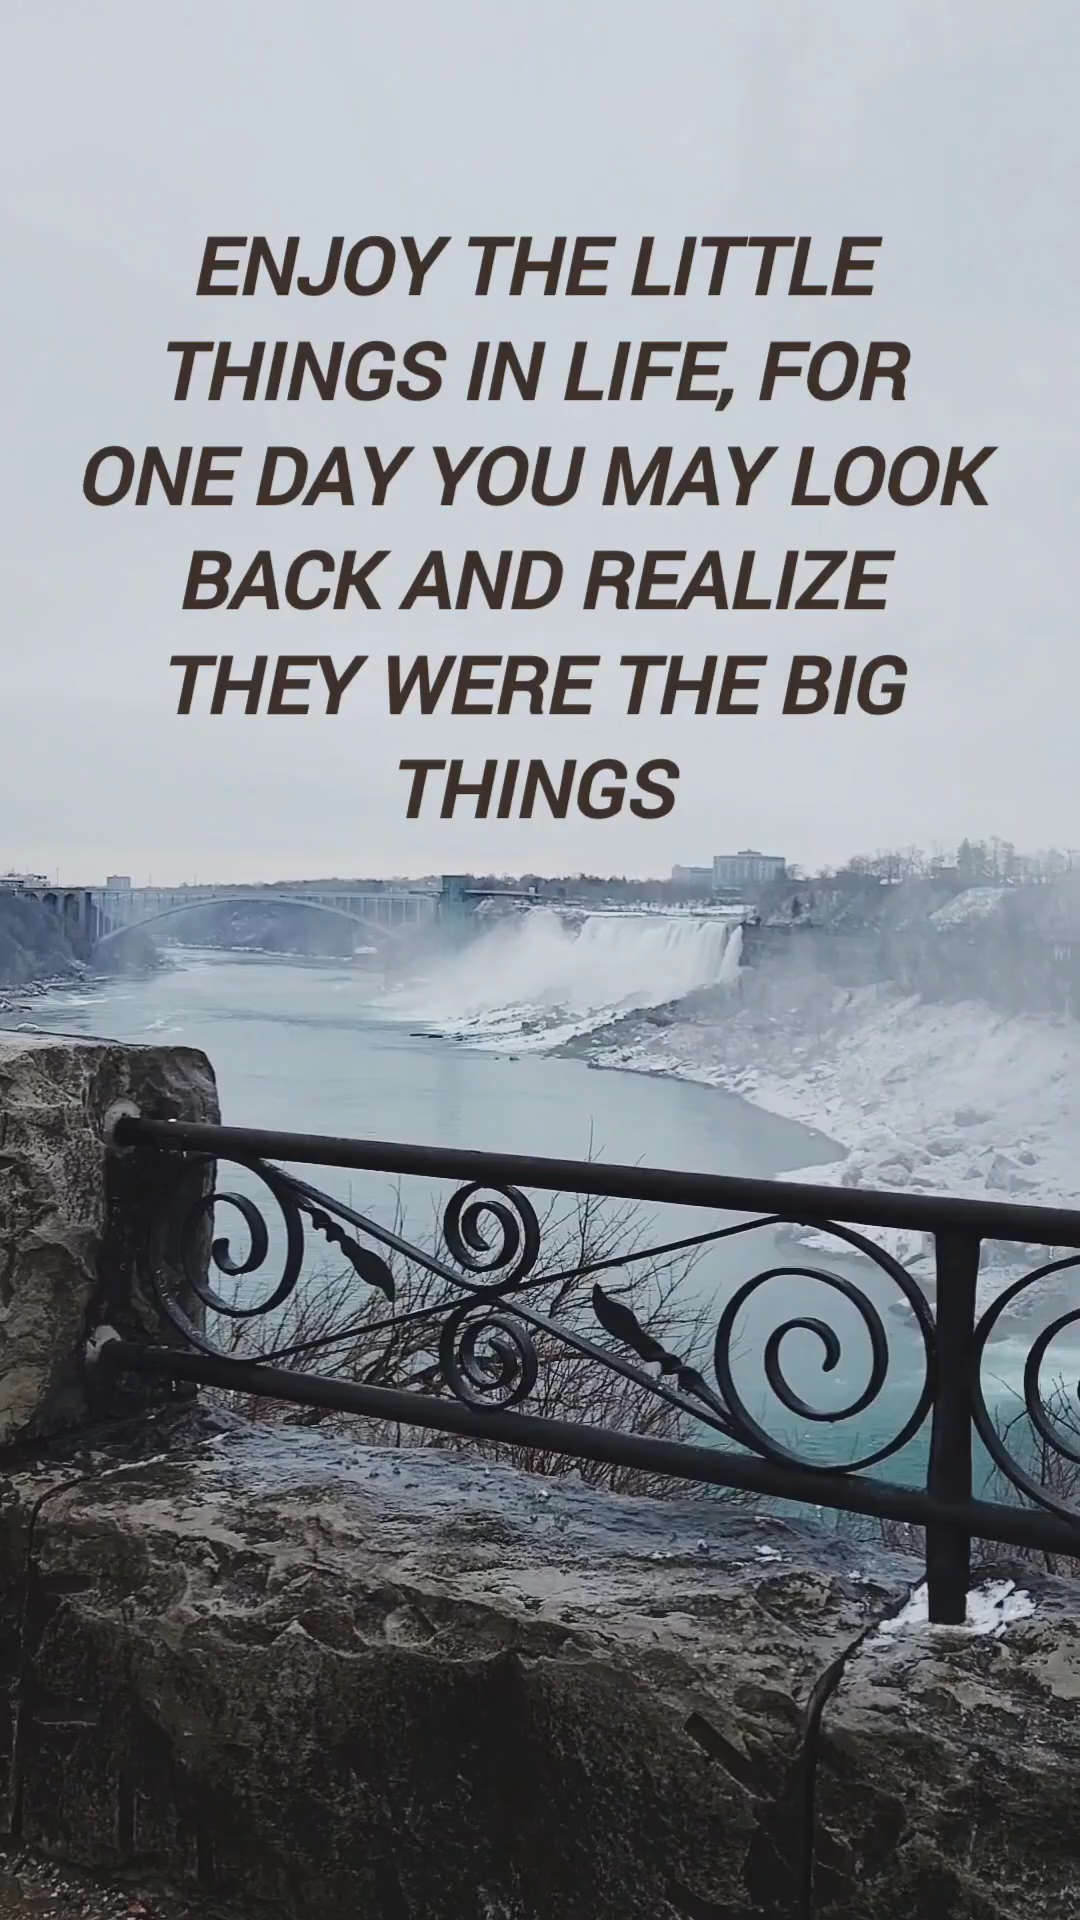 ENJOY THE LITTLE
THINGS IN LIFE, FOR
ONE DAY YOU MAY LOOK
BACK AND REALIZE
THEY WERE THE BIG
THINGS